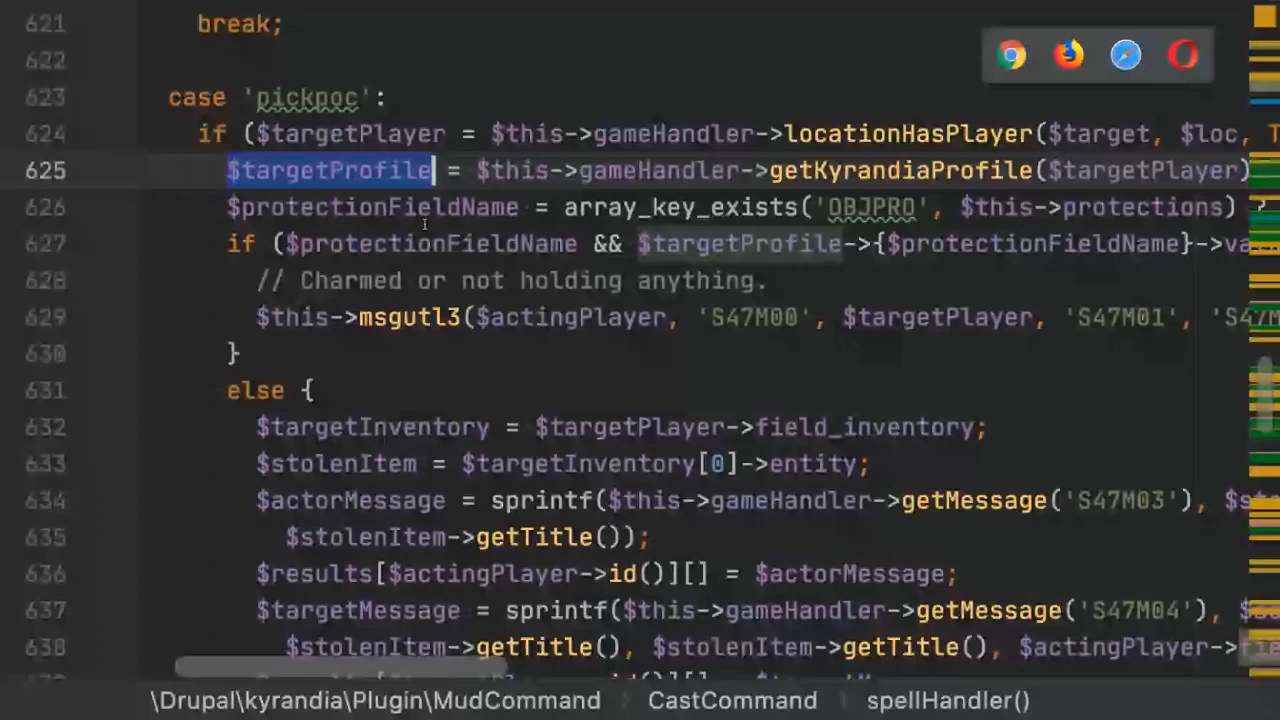 621 break;
622
623 case 'pickpoc':
624 if ($targetPlayer = $this->gameHandler->locationHasPlayer($target, $loc,
625 $targetProfile = $this->gameHandler->getKyrandiaProfile($targetPlayer)
626 $protectionFieldName = array_key_exists('OBJPRO', $this->protections) ?
627 if ($protectionFieldName && $targetProfile->{$protectionFieldName}->va
628 // Charmed or not holding anything.
629 $this->msgutl3($actingPlayer, 'S47M00', $targetPlayer, 'S47M01', 'S47M
630 }
631 else {
632 $targetInventory = $targetPlayer->field_inventory;
633 $stolenItem = $targetInventory[0]->entity;
634 $actorMessage = sprintf($this->gameHandler->getMessage('S47M03'),
635 $stolenItem->getTitle());
636 $results[$actingPlayer->id()][] = $actorMessage;
637 $targetMessage = sprintf($this->gameHandler->getMessage('S47M04'),
638 $stolenItem->getTitle(), $stolenItem->getTitle(), $actingPlayer->
\Drupal\kyrandia\Plugin\MudCommand CastCommand spellHandler()